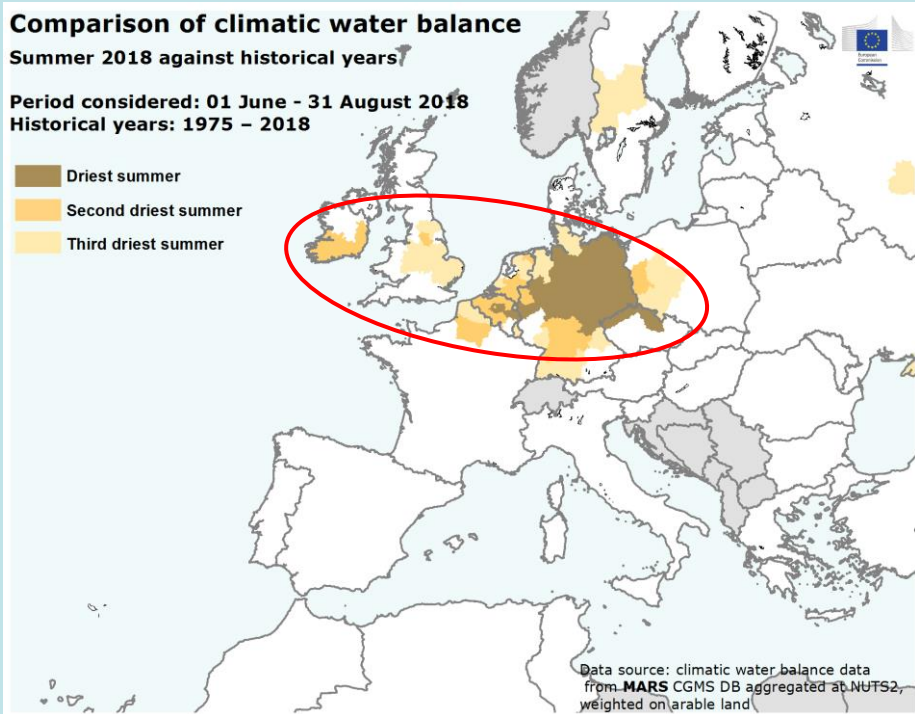 Comparison of climatic water balance
Summer 2018 against historical years
Period considered: 01 June - 31 August 2018
Historical years: 1975 – 2018
Driest summer
Second driest summer
Third driest summer
European
Commission
Data source: climatic water balance data
from MARS CGMS DB aggregated at NUTS2,
weighted on arable land